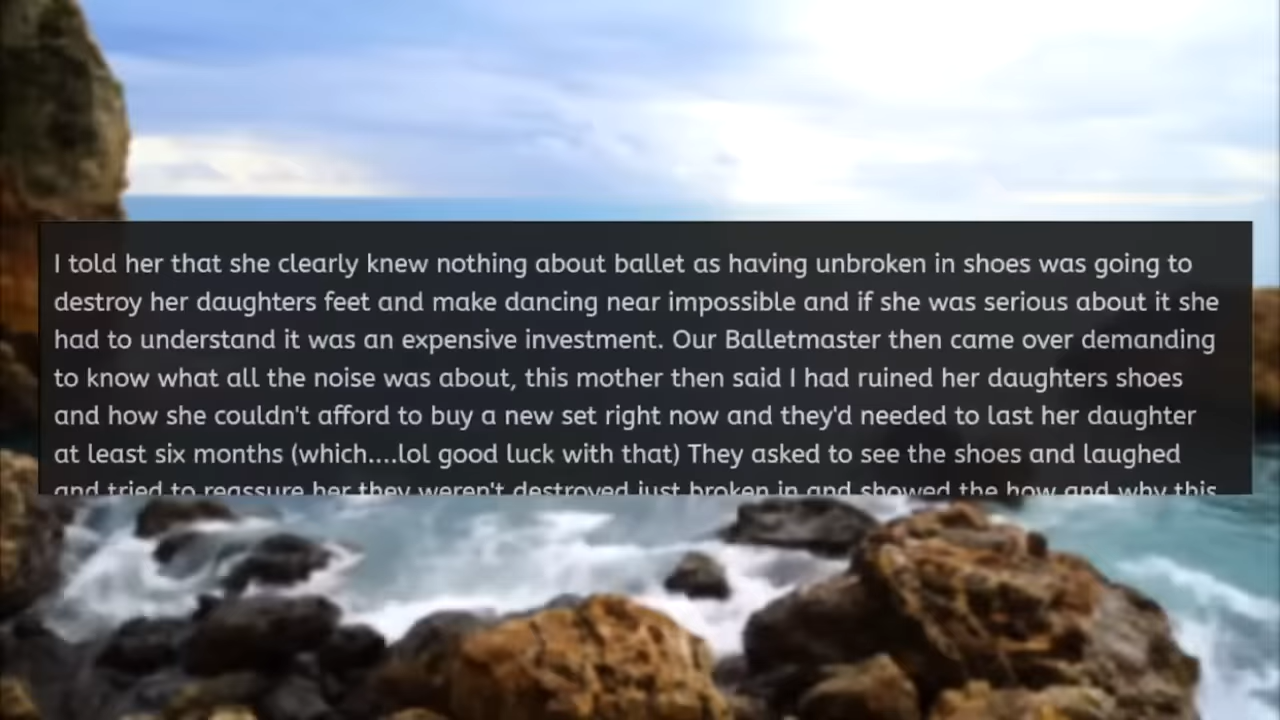 I told her that she clearly knew nothing about ballet as having unbroken in shoes was going to
destroy her daughters feet and make dancing near impossible and if she was serious about it she
had to understand it was an expensive investment. Our Balletmaster then came over demanding
to know what all the noise was about, this mother then said I had ruined her daughters shoes
and how she couldn't afford to buy a new set right now and they'd needed to last her daughter
at least six months (which....lol good luck with that) They asked to see the shoes and laughed
and tried to reassure her they weren't destroyed just broken in and showed the how and why this